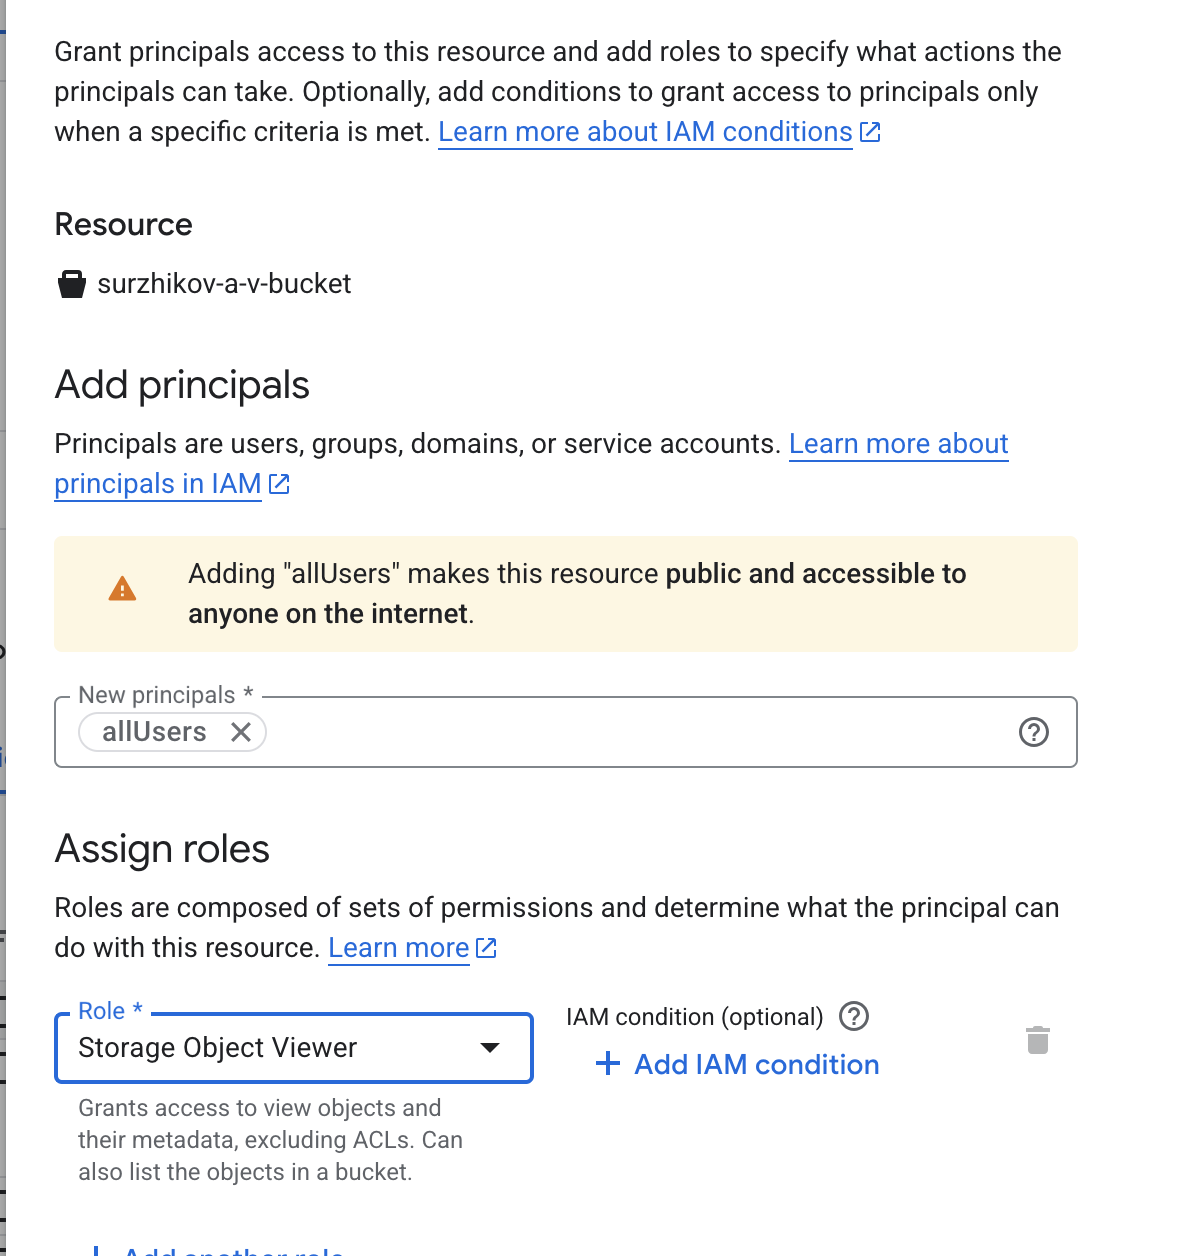 Grant principals access to this resource and add roles to specify what actions the
principals can take. Optionally, add conditions to grant access to principals only
when a specific criteria is met. Learn more about IAM conditions
Resource
surzhikov-a-v-bucket
Add principals
Principals are users, groups, domains, or service accounts. Learn more about
principals in IAM
Adding "allUsers" makes this resource public and accessible to
anyone on the internet.
New principals *
allUsers
Assign roles
Roles are composed of sets of permissions and determine what the principal can
do with this resource. Learn more
Role *
IAM condition (optional)
Storage Object Viewer
+ Add IAM condition
Grants access to view objects and
their metadata, excluding ACLs. Can
also list the objects in a bucket.
Add another role